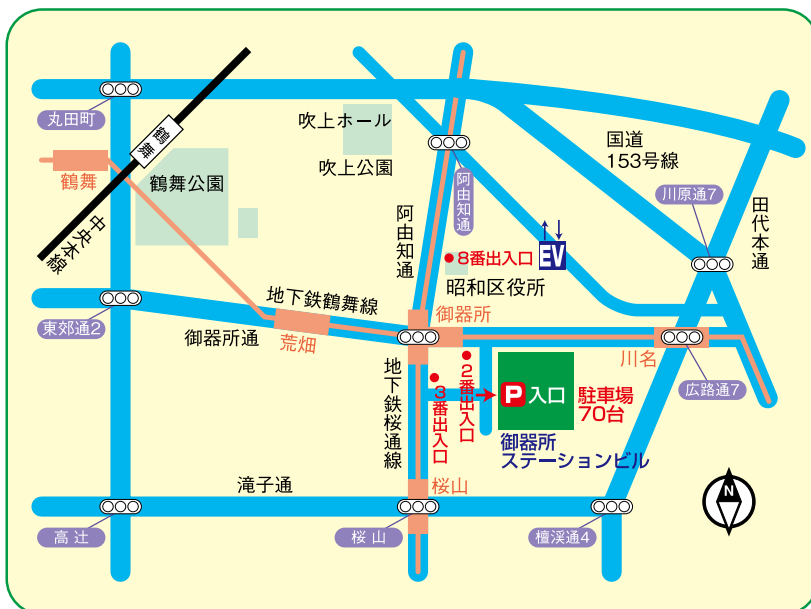 丸田町
鶴舞
鶴舞
鶴舞公園
中央本線
吹上ホール
吹上公園
阿由知通
阿由知通
国道
153号線
川原通7
田代本通
8番出入口
EV
昭和区役所
東郊通2
地下鉄鶴舞線
御器所通
荒畑
御器所
川名
広路通7
地下鉄桜通線
3番出入口
2番出入口
P入口
駐車場
70台
御器所
ステーションビル
滝子通
桜山
高辻
桜山
檀渓通4
N